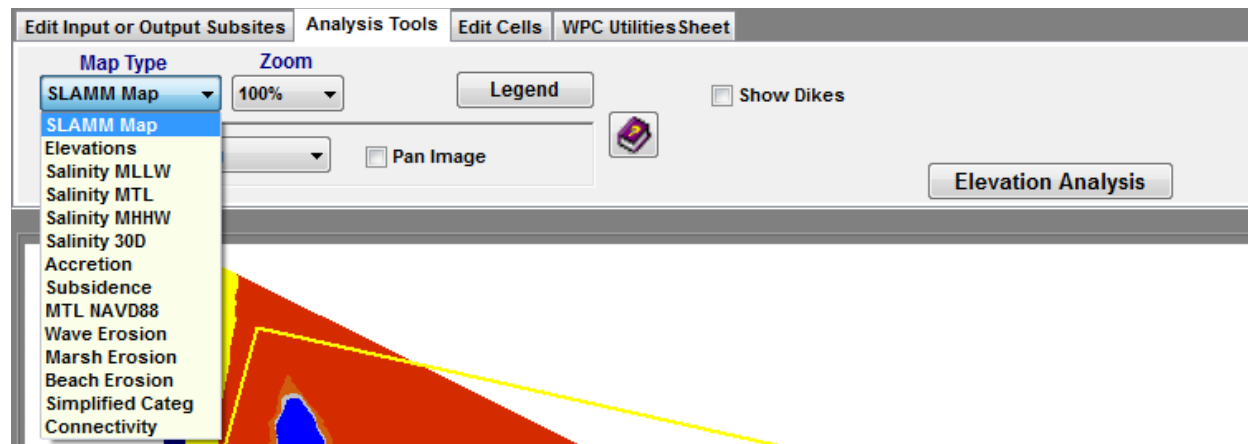 Edit Input or Output Subsites Analysis Tools Edit Cells WPC Utilities Sheet
Map Type Zoom
SLAMM Map 100% Legend Show Dikes
SLAMM Map
Elevations
Pan Image
Salinity MLLW
Salinity MTL
Elevation Analysis
Salinity MHHW
Salinity 30D
Accretion
Subsidence
MTL NAVD88
Wave Erosion
Marsh Erosion
Beach Erosion
Simplified Categ
Connectivity